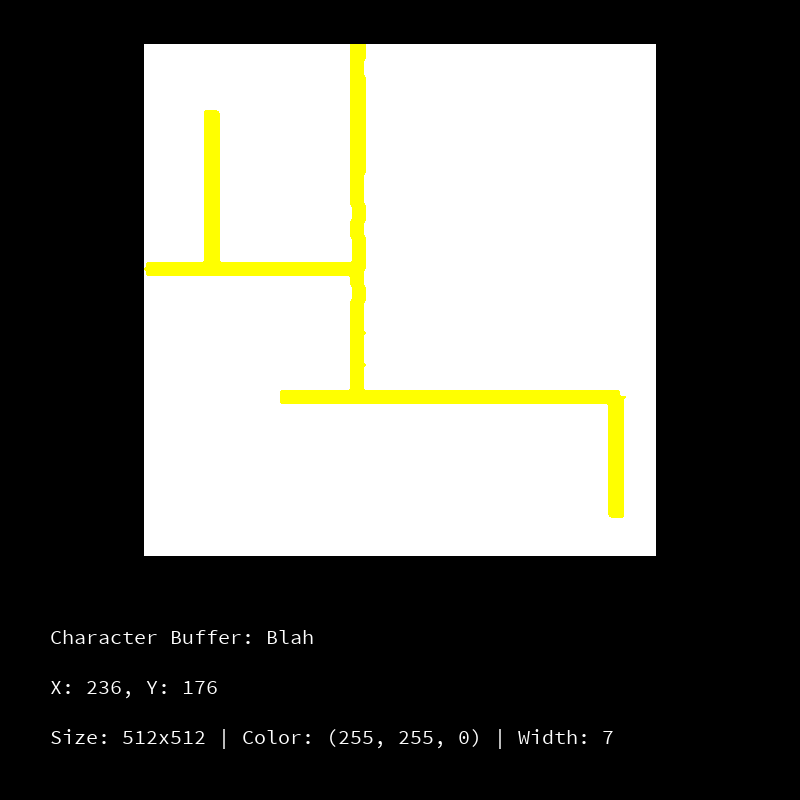 Character Buffer: Blah
X: 236, Y: 176
Size: 512x512 | Color: (255, 255, 0) | Width: 7